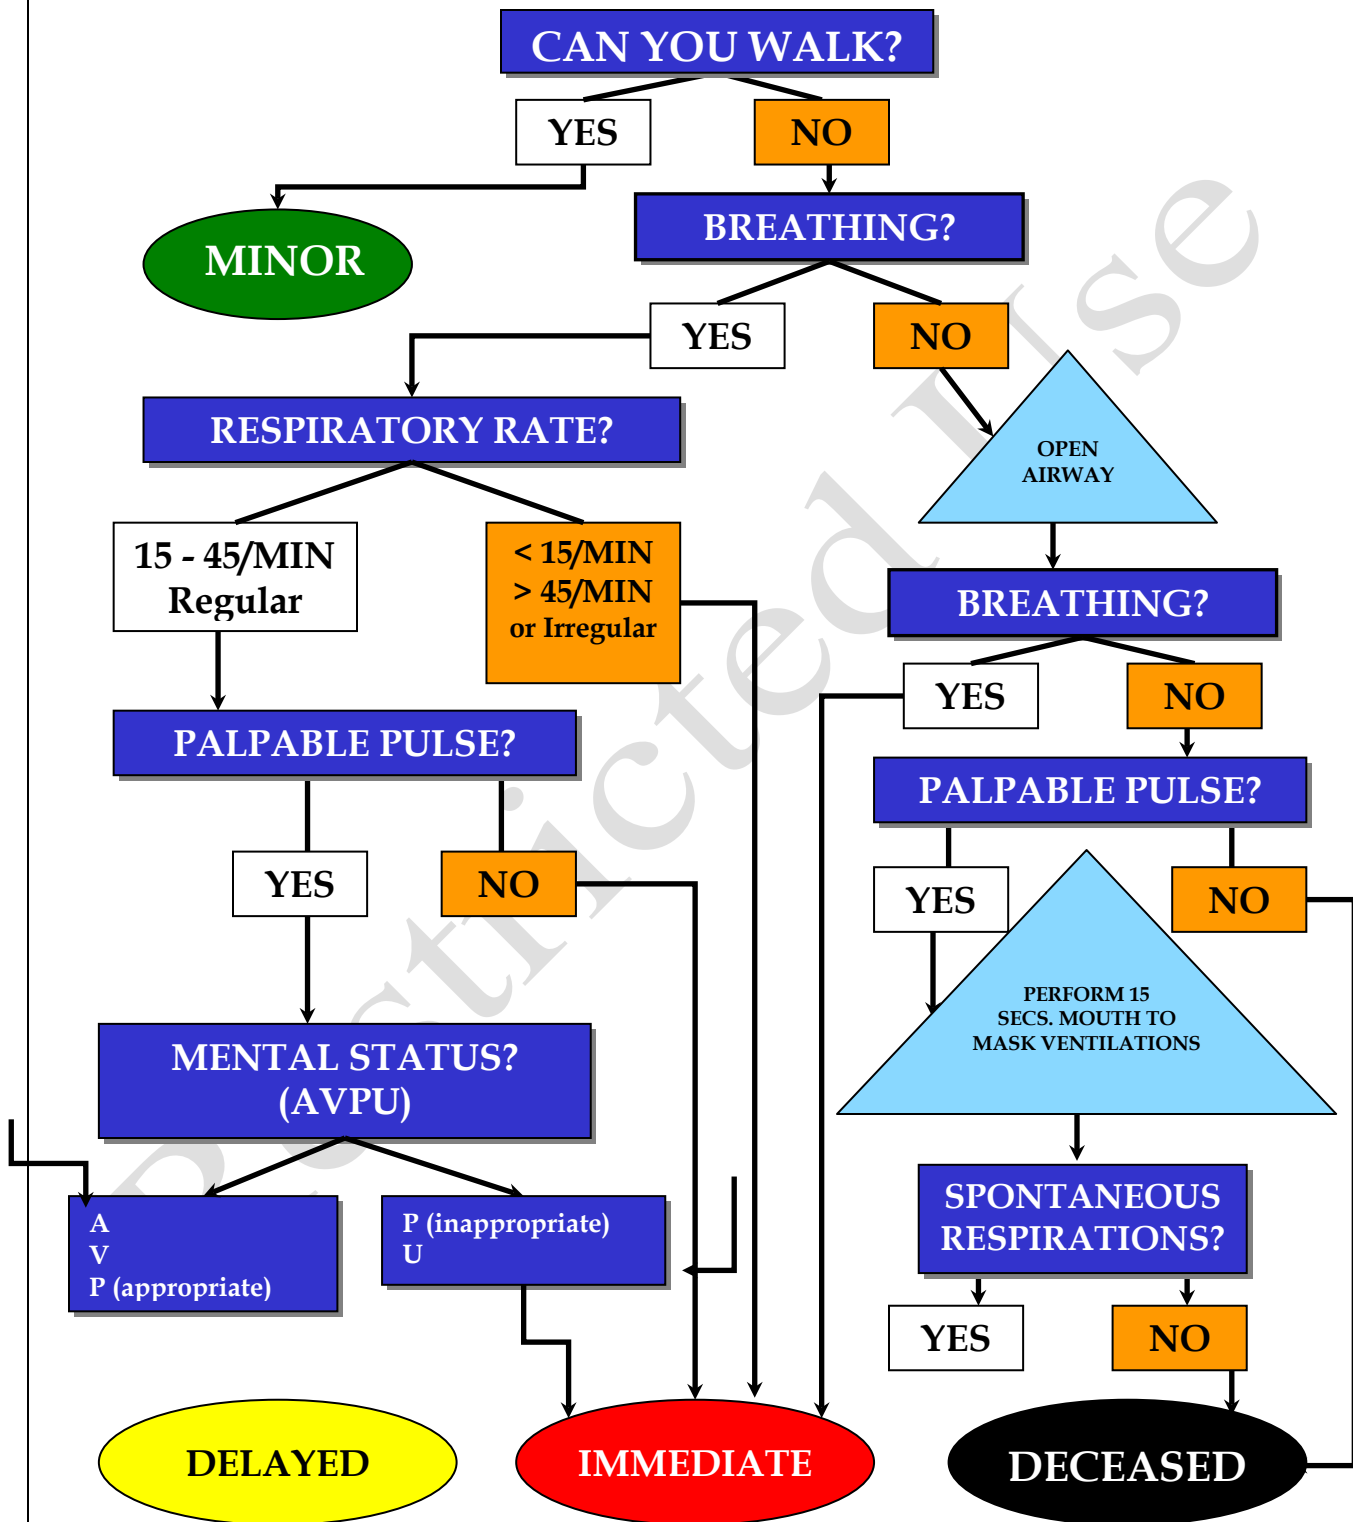 CAN YOU WALK?
YES
NO
BREATHING?
MINOR
YES
NO
RESPIRATORY RATE?
OPEN
AIRWAY
15 - 45/MIN
Regular
< 15/MIN
> 45/MIN
or Irregular
BREATHING?
YES
NO
PALPABLE PULSE?
PALPABLE PULSE?
YES
NO
YES
NO
PERFORM 15
SECS. MOUTH TO
MASK VENTILATIONS
MENTAL STATUS?
(AVPU)
A
V
P (appropriate)
P (inappropriate)
U
SPONTANEOUS
RESPIRATIONS?
YES
NO
DELAYED
IMMEDIATE
DECEASED
Restricted Use